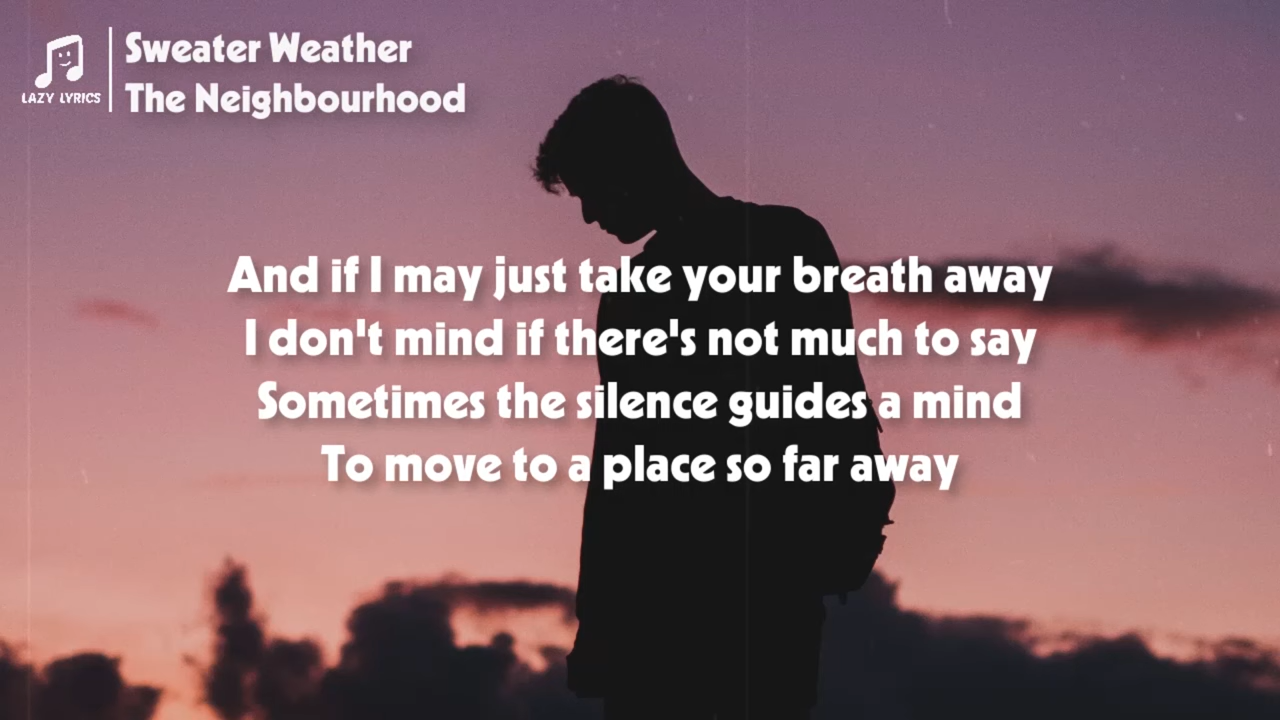 Sweater Weather
The Neighbourhood
LAZY LYRICS
And if I may just take your breath away
I don't mind if there's not much to say
Sometimes the silence guides a mind
To move to a place so far away